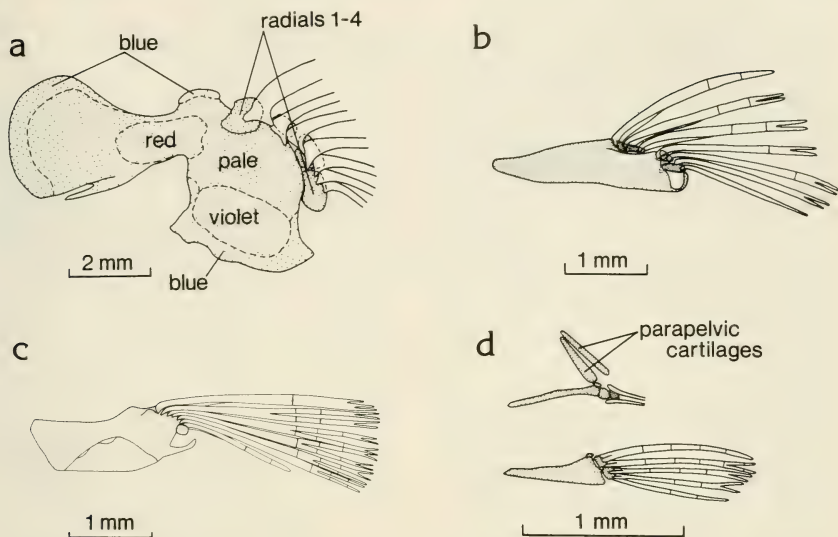 a
blue
radials 1-4
red
pale
violet
blue
2 mm
b
1 mm
c
1 mm
d
parapelvic
cartilages
1 mm